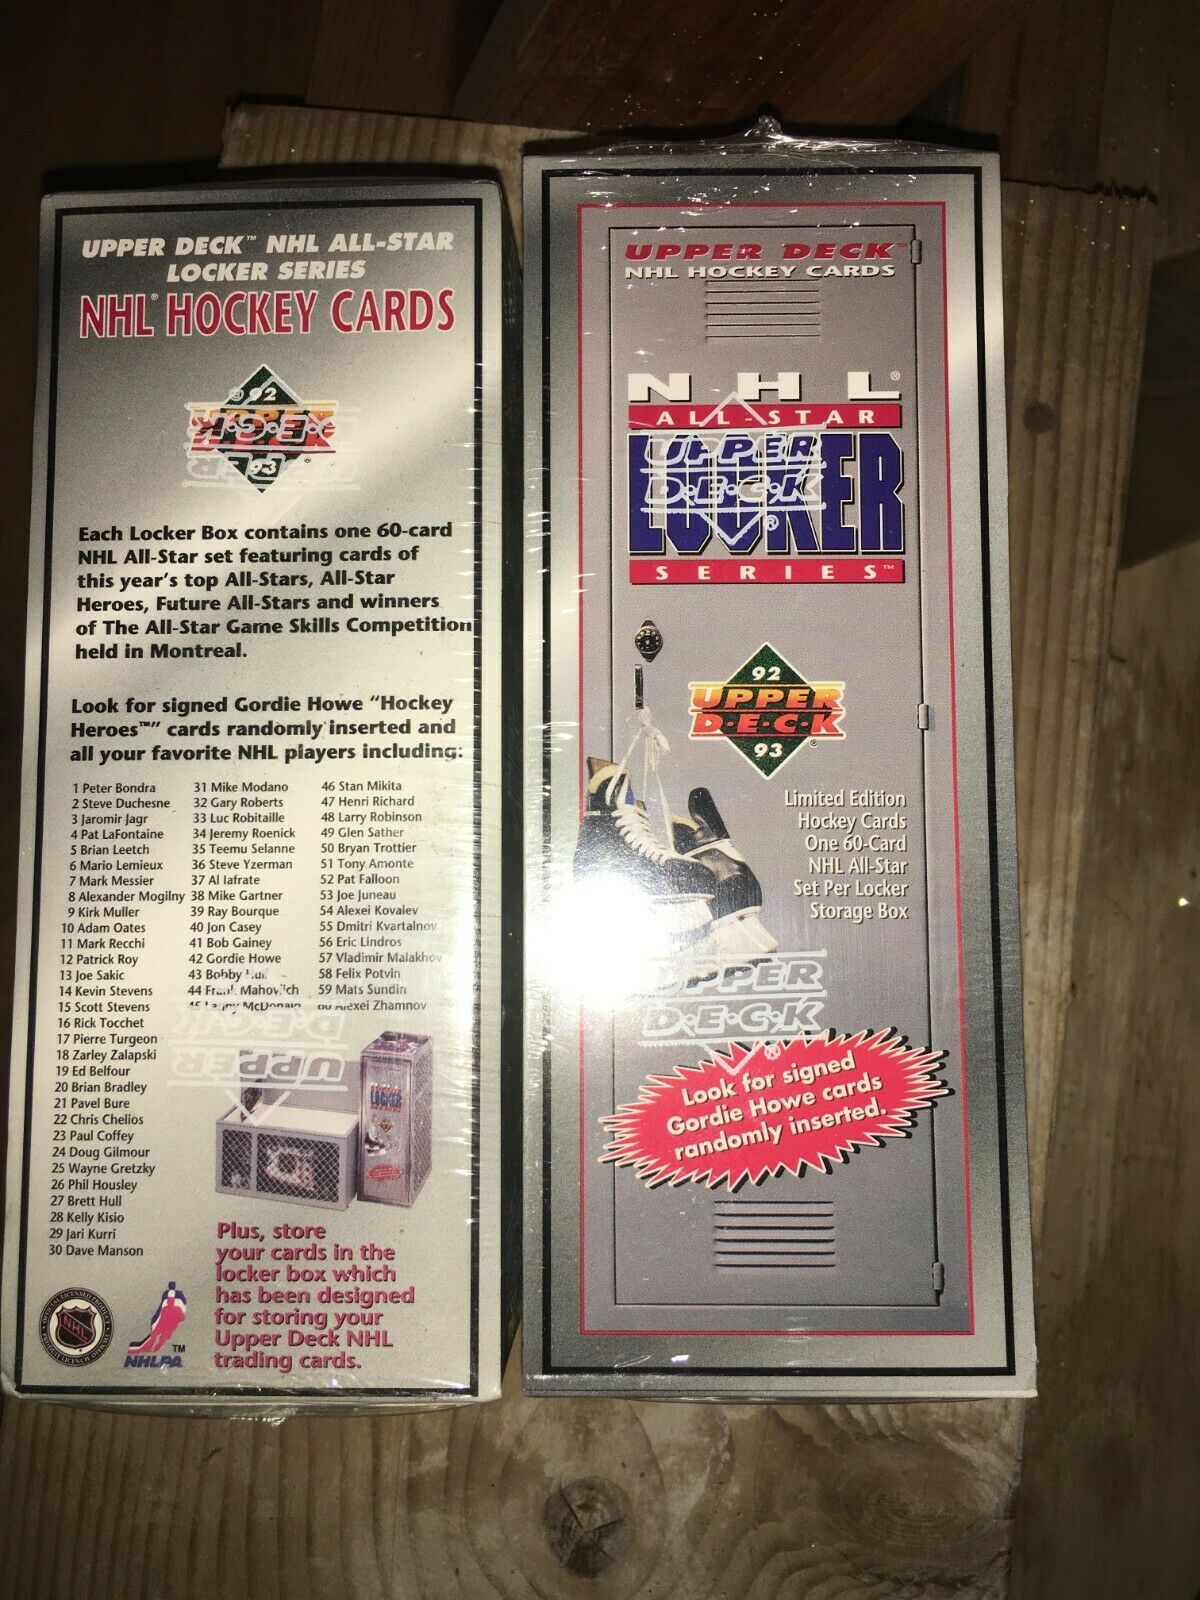 UPPER DECK™ NHL ALL-STAR
LOCKER SERIES
NHL® HOCKEY CARDS
92
UPPER
D·E·C·K
93
Each Locker Box contains one 60-card
NHL All-Star set featuring cards of
this year's top All-Stars, All-Star
Heroes, Future All-Stars and winners
of The All-Star Game Skills Competition
held in Montreal.
Look for signed Gordie Howe "Hockey
Heroes™" cards randomly inserted and
all your favorite NHL players including:
1 Peter Bondra
2 Steve Duchesne
3 Jaromir Jagr
4 Pat LaFontaine
5 Brian Leetch
6 Mario Lemieux
7 Mark Messier
8 Alexander Mogilny
9 Kirk Muller
10 Adam Oates
11 Mark Recchi
12 Patrick Roy
13 Joe Sakic
14 Kevin Stevens
15 Scott Stevens
16 Rick Tocchet
17 Pierre Turgeon
18 Zarley Zalapski
19 Ed Belfour
20 Brian Bradley
21 Pavel Bure
22 Chris Chelios
23 Paul Coffey
24 Doug Gilmour
25 Wayne Gretzky
26 Phil Housley
27 Brett Hull
28 Kelly Kisio
29 Jari Kurri
30 Dave Manson
31 Mike Modano
32 Gary Roberts
33 Luc Robitaille
34 Jeremy Roenick
35 Teemu Selanne
36 Steve Yzerman
37 Al Iafrate
38 Mike Gartner
39 Ray Bourque
40 Jon Casey
41 Bob Gainey
42 Gordie Howe
43 Bobby Hull
44 Frank Mahovlich
45 Lanny McDonald
46 Stan Mikita
47 Henri Richard
48 Larry Robinson
49 Glen Sather
50 Bryan Trottier
51 Tony Amonte
52 Pat Falloon
53 Joe Juneau
54 Alexei Kovalev
55 Dmitri Kvartalnov
56 Eric Lindros
57 Vladimir Malakhov
58 Felix Potvin
59 Mats Sundin
60 Alexei Zhamnov
UPPER
D·E·C·K
LOCKER
Plus, store
your cards in the
locker box which
has been designed
for storing your
Upper Deck NHL
trading cards.
NHL
NHLPA™
UPPER DECK™
NHL HOCKEY CARDS
NHL®
ALL-STAR
LOCKER
SERIES™
UPPER
D·E·C·K®
92
UPPER
D·E·C·K®
93
Limited Edition
Hockey Cards
One 60-Card
NHL All-Star
Set Per Locker
Storage Box
UPPER
D·E·C·K®
Look for signed
Gordie Howe cards
randomly inserted.